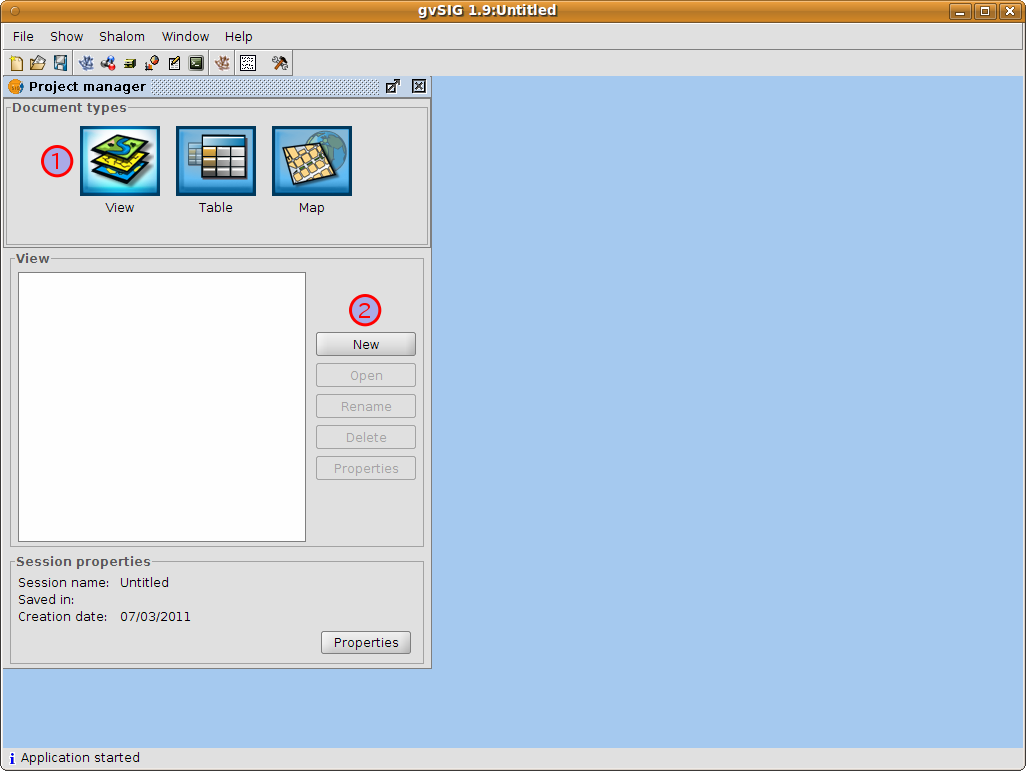 gvSIG 1.9:Untitled
File Show Shalom Window Help
Project manager
Document types
1
View Table Map
View
2
New
Open
Rename
Delete
Properties
Session properties
Session name: Untitled
Saved in:
Creation date: 07/03/2011
Properties
Application started